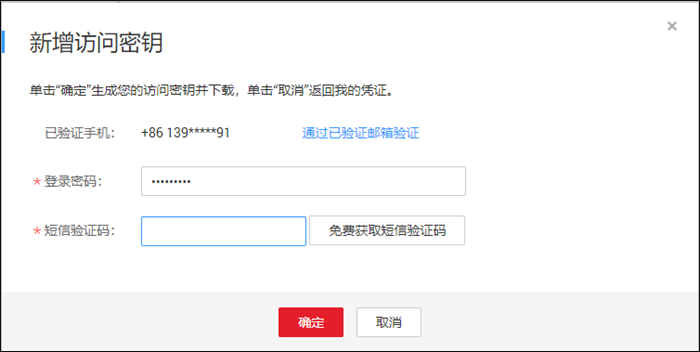 新增访问密钥
×
单击“确定”生成您的访问密钥并下载，单击“取消”返回我的凭证。
已验证手机： +86 139*****91 通过已验证邮箱验证
* 登录密码： •••••••••
* 短信验证码： 免费获取短信验证码
确定 取消